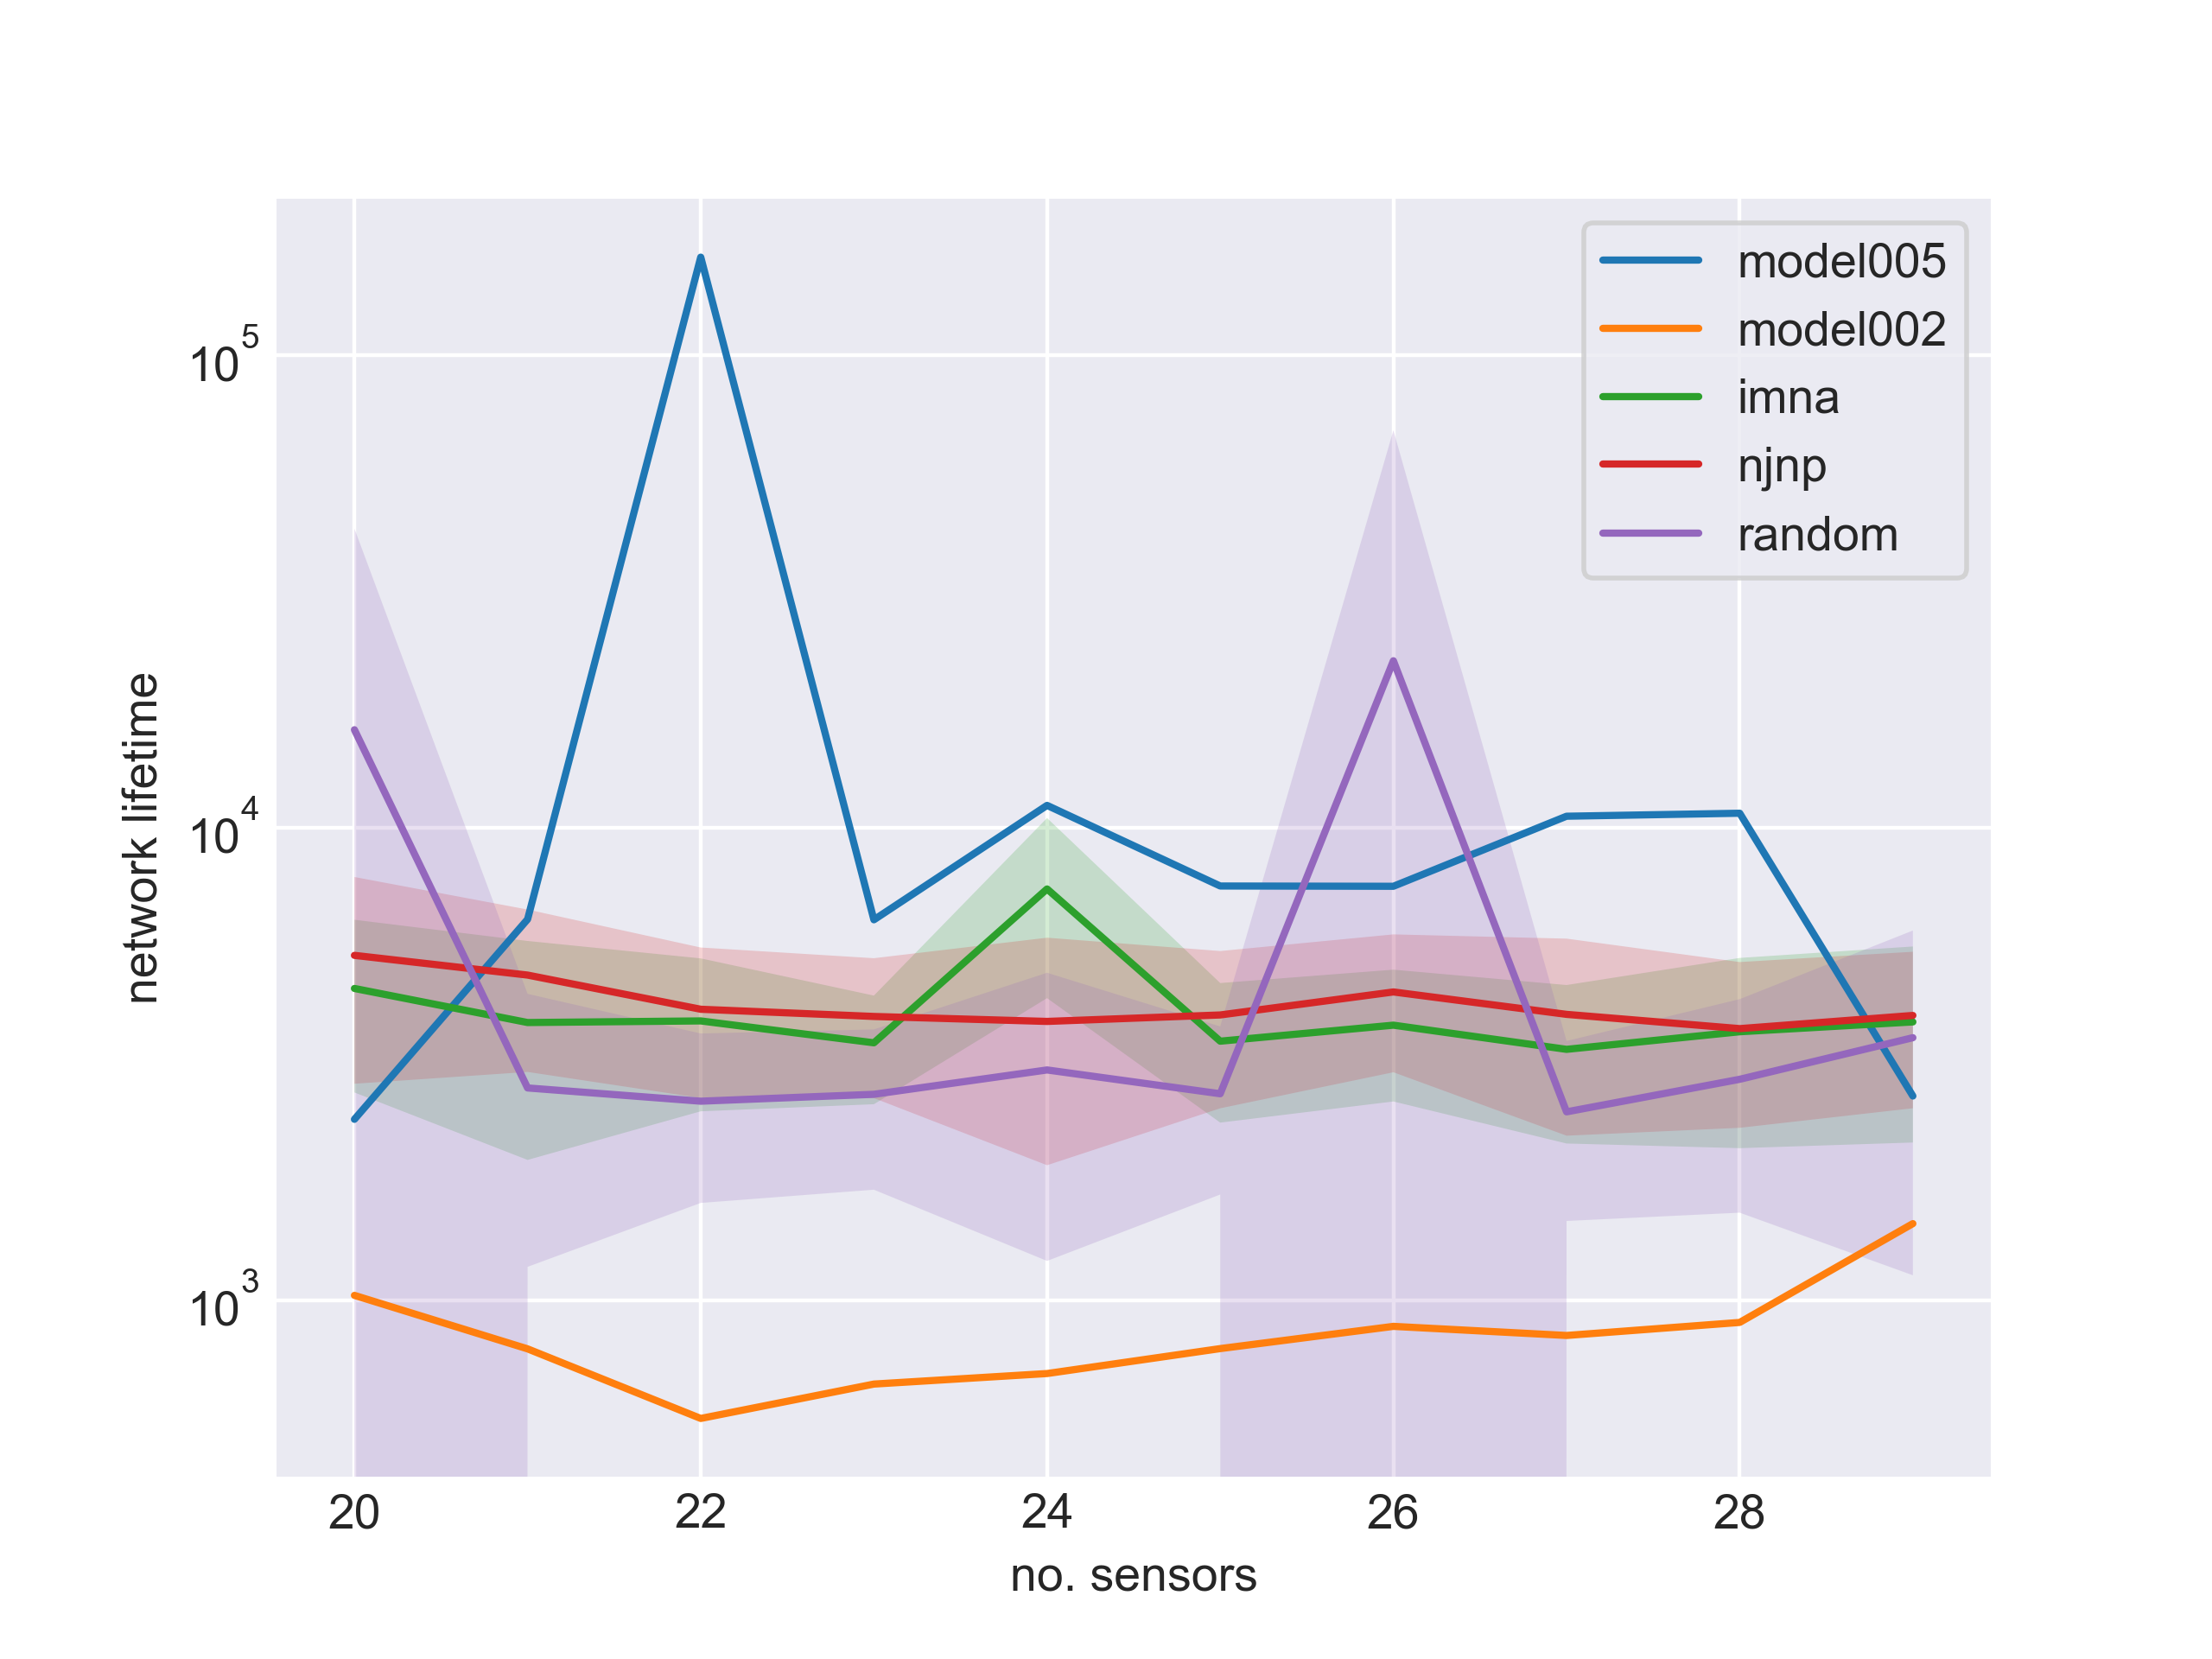 model005
model002
imna
njnp
random
10^5
10^4
10^3
network lifetime
20 22 24 26 28
no. sensors